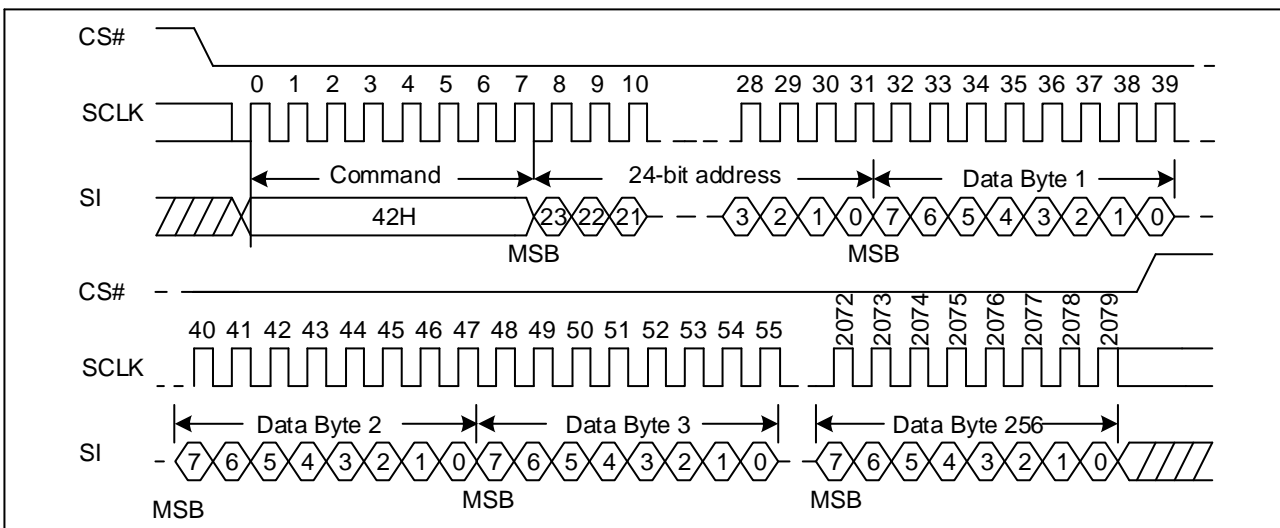 CS#
0 1 2 3 4 5 6 7 8 9 10 28 29 30 31 32 33 34 35 36 37 38 39
SCLK
Command 24-bit address Data Byte 1
SI
42H 23 22 21 3 2 1 0 7 6 5 4 3 2 1 0
MSB MSB
CS#
40 41 42 43 44 45 46 47 48 49 50 51 52 53 54 55 2072 2073 2074 2075 2076 2077 2078 2079
SCLK
Data Byte 2 Data Byte 3 Data Byte 256
SI
7 6 5 4 3 2 1 0 7 6 5 4 3 2 1 0 7 6 5 4 3 2 1 0
MSB MSB MSB